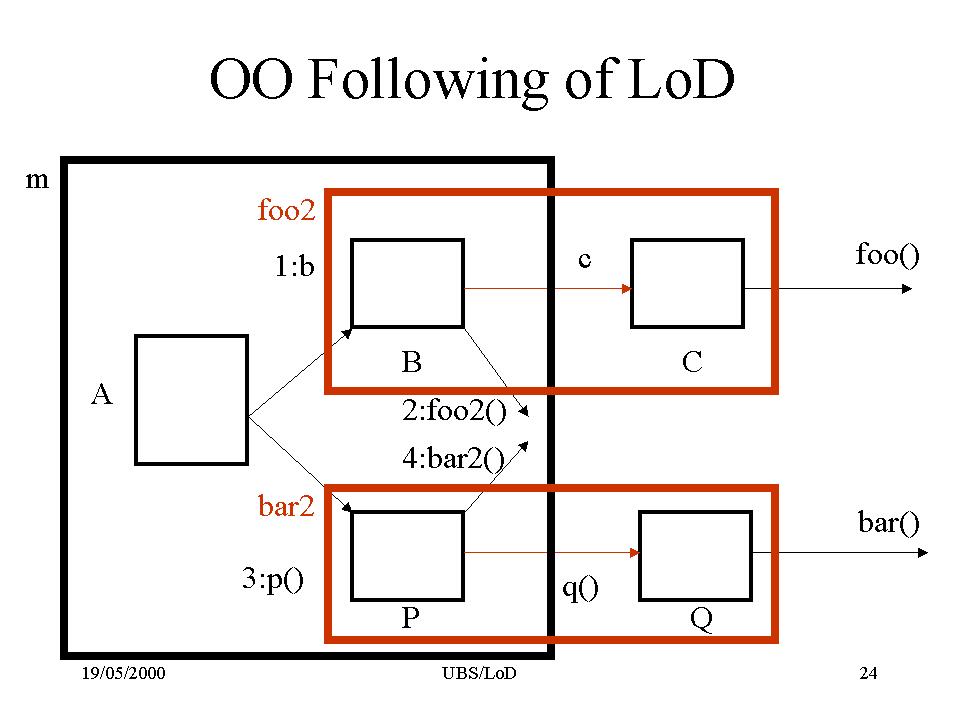 OO Following of LoD
m
foo2
1:b
c
foo()
B
C
A
2:foo2()
4:bar2()
bar2
bar()
3:p()
q()
P
Q
19/05/2000
UBS/LoD
24